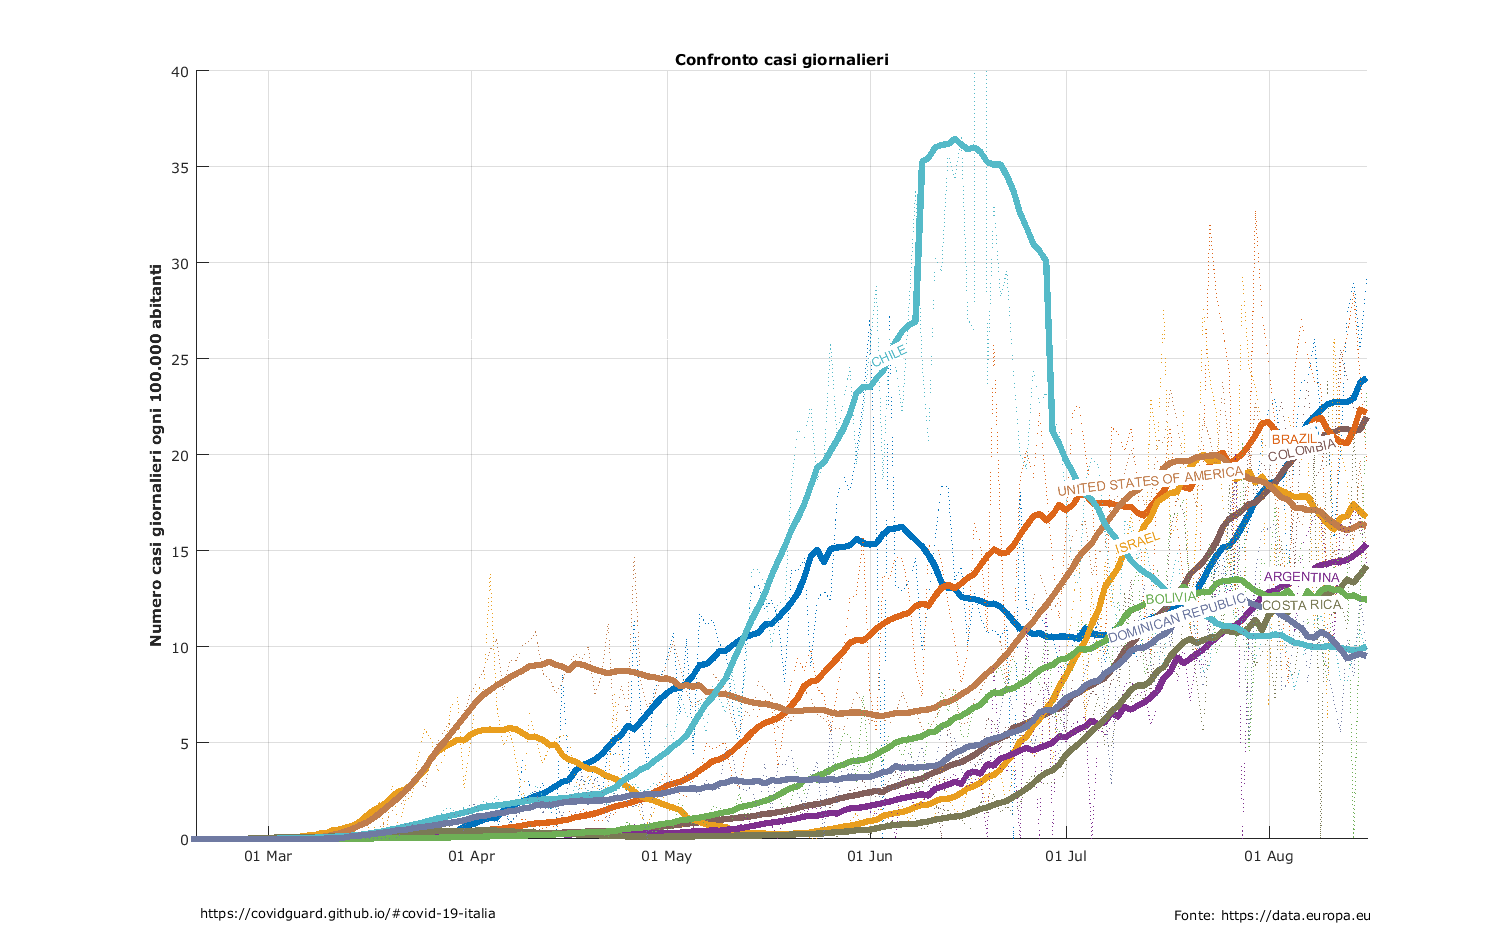 Confronto casi giornalieri
Numero casi giornalieri ogni 100.000 abitanti
40
35
30
25
20
15
10
5
0
CHILE
BRAZIL
COLOMBIA
UNITED STATES OF AMERICA
ISRAEL
ARGENTINA
BOLIVIA
COSTA RICA
DOMINICAN REPUBLIC
01 Mar
01 Apr
01 May
01 Jun
01 Jul
01 Aug
https://covidguard.github.io/#covid-19-italia
Fonte: https://data.europa.eu